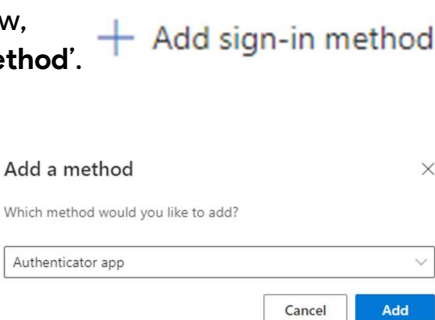 w,
ethod'.
+ Add sign-in method
Add a method
Which method would you like to add?
Authenticator app
Cancel
Add